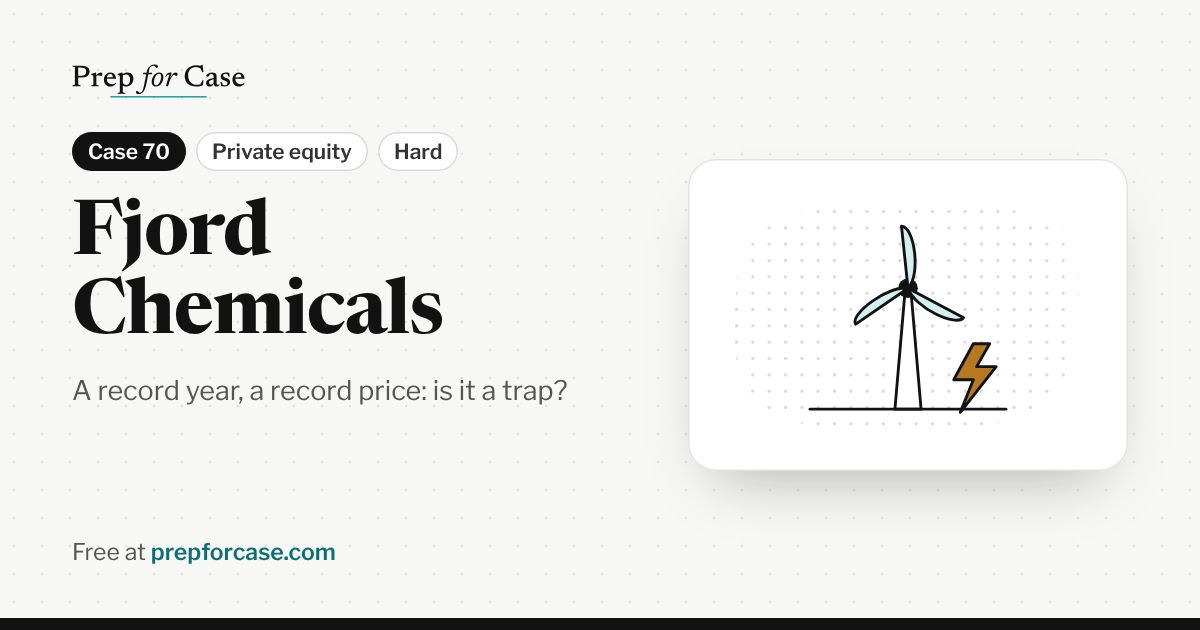 Prep for Case
Case 70
Private equity
Hard
Fjord
Chemicals
A record year, a record price: is it a trap?
Free at prepforcase.com